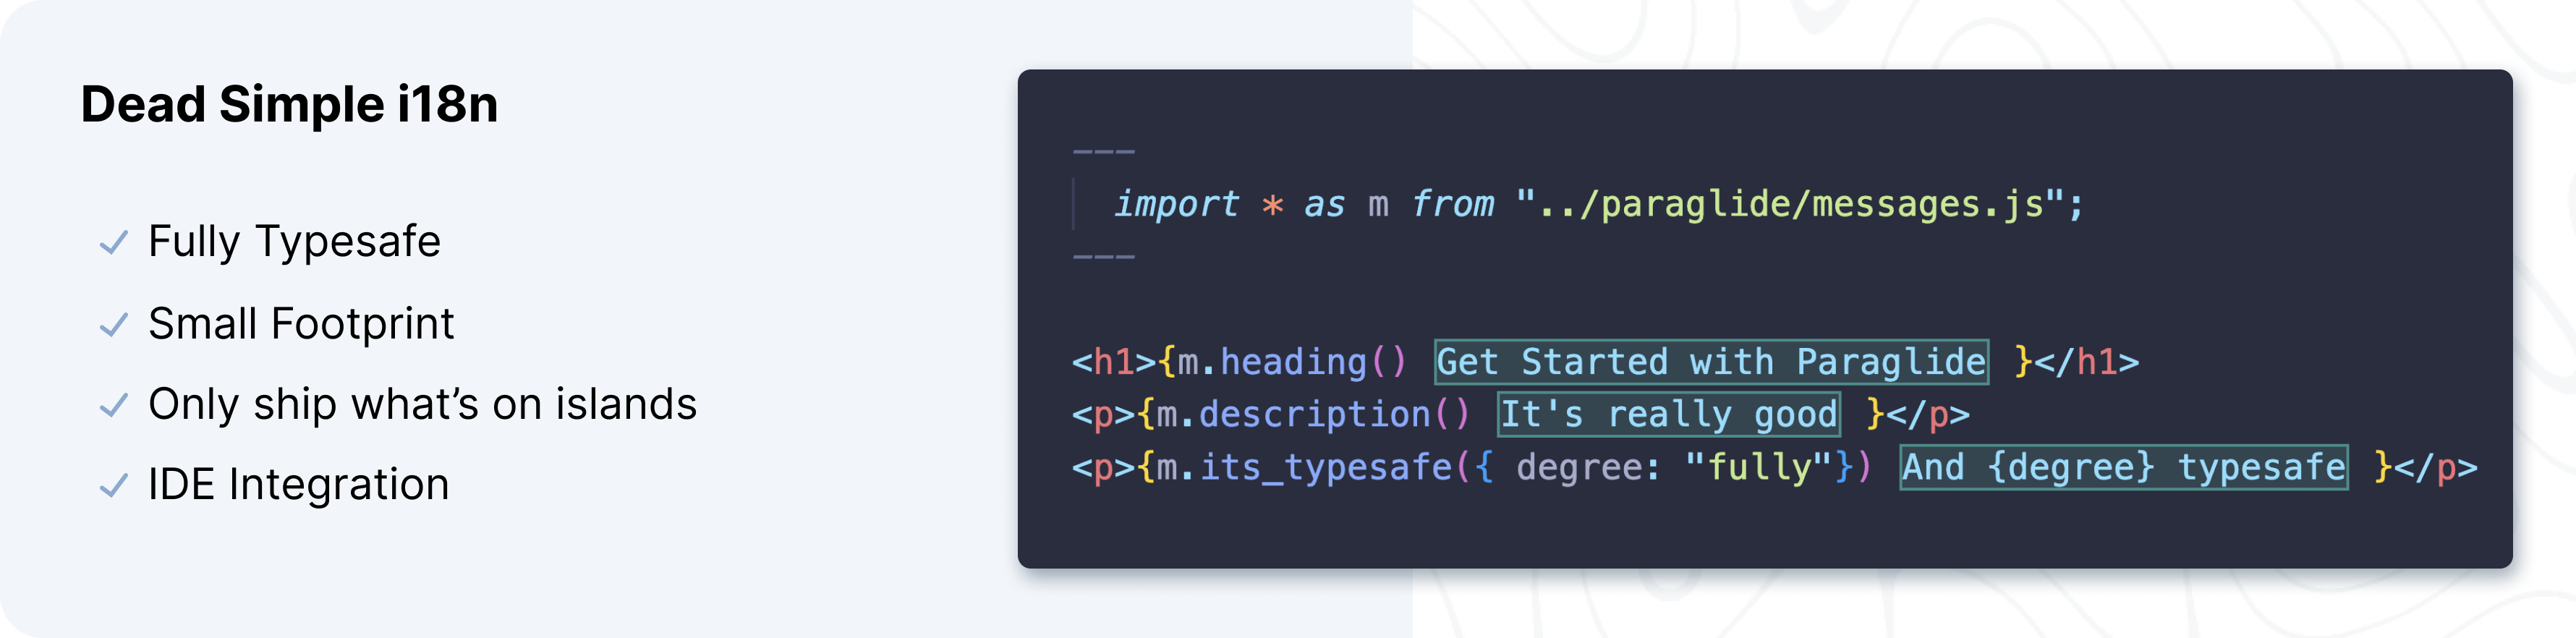 Dead Simple i18n
Fully Typesafe
Small Footprint
Only ship what’s on islands
IDE Integration
---
import * as m from "../paraglide/messages.js";
---
<h1>{m.heading() Get Started with Paraglide }</h1>
<p>{m.description() It's really good }</p>
<p>{m.its_typesafe({ degree: "fully"}) And {degree} typesafe }</p>